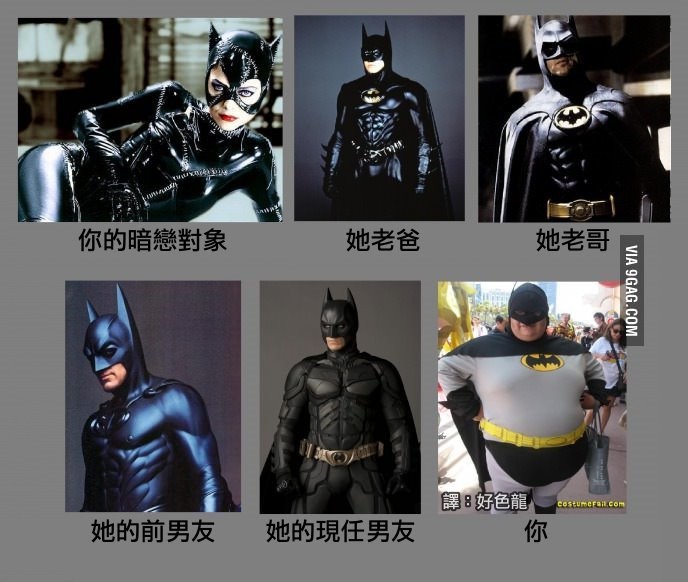 你的暗戀對象
她老爸
她老哥
VIA 9GAG.COM
她的前男友
她的現任男友
譯：好色龍
costumefail.com
你